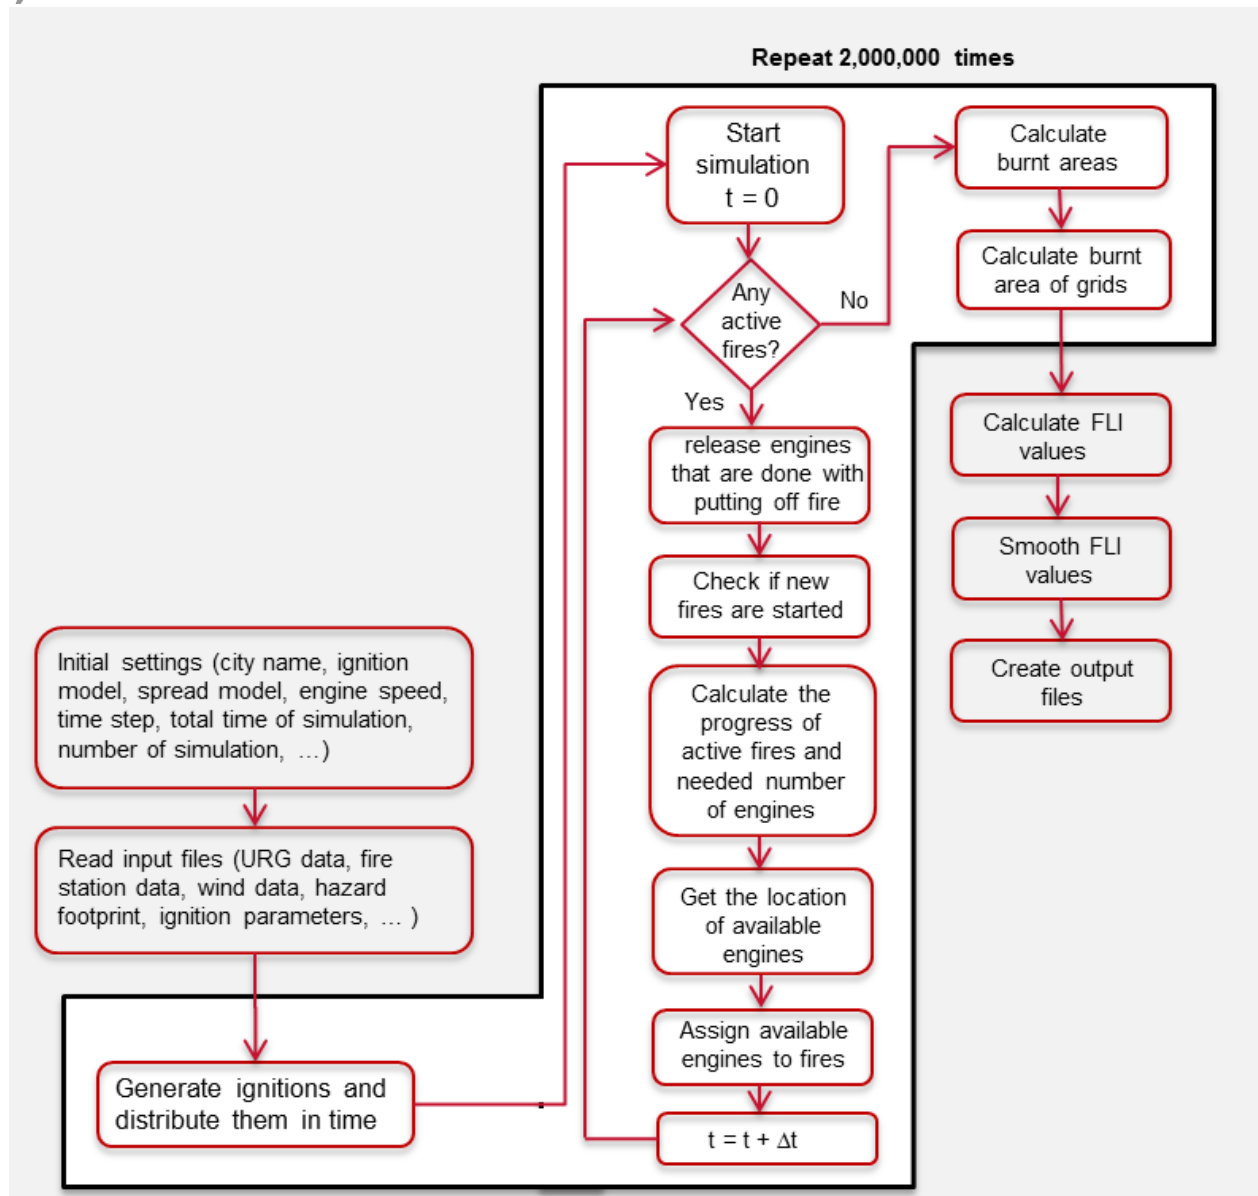 Repeat 2,000,000 times
Start
simulation
t = 0
Any
active
fires?
No
Yes
release engines
that are done with
putting off fire
Check if new
fires are started
Calculate the
progress of
active fires and
needed number
of engines
Get the location
of available
engines
Assign available
engines to fires
t = t + Δt
Calculate
burnt areas
Calculate burnt
area of grids
Calculate FLI
values
Smooth FLI
values
Create output
files
Initial settings (city name, ignition
model, spread model, engine speed,
time step, total time of simulation,
number of simulation, ...)
Read input files (URG data, fire
station data, wind data, hazard
footprint, ignition parameters, ... )
Generate ignitions and
distribute them in time